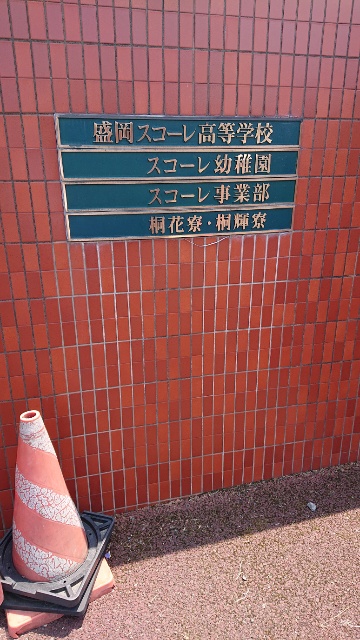 盛岡スコーレ高等学校
スコーレ幼稚園
スコーレ事業部
桐花寮・桐輝寮